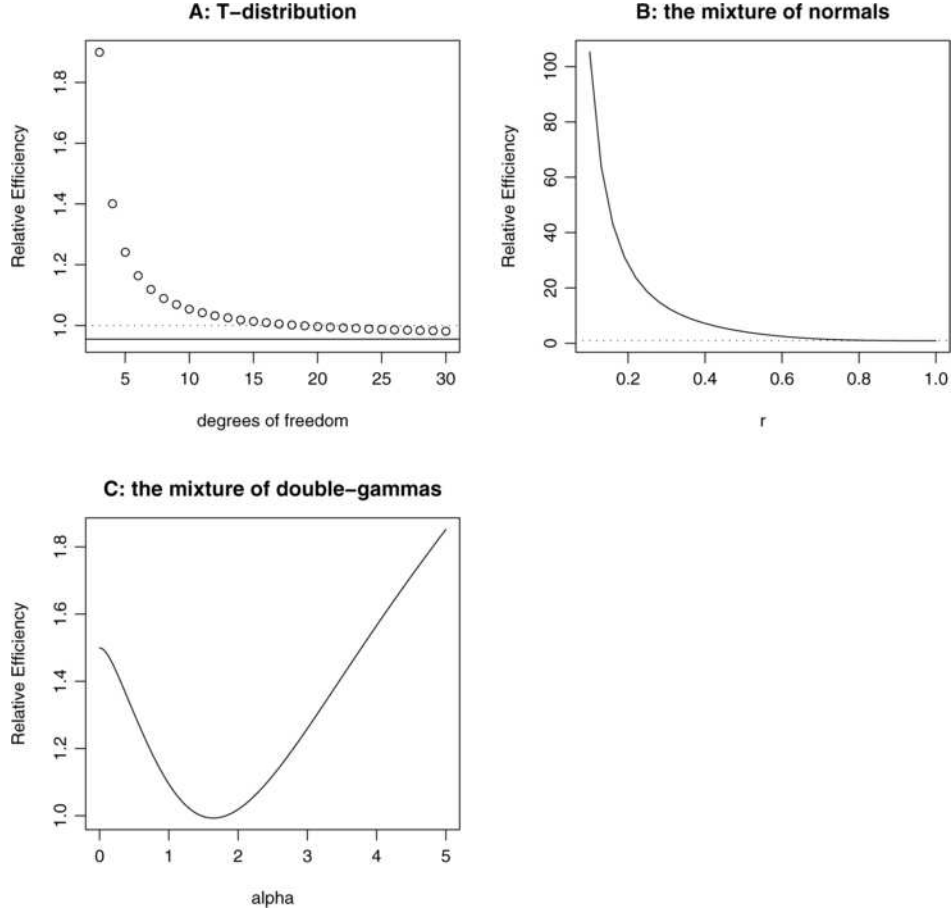 A: T−distribution
Relative Efficiency
1.8
1.6
1.4
1.2
1.0
5 10 15 20 25 30
degrees of freedom
B: the mixture of normals
Relative Efficiency
100
80
60
40
20
0
0.2 0.4 0.6 0.8 1.0
r
C: the mixture of double−gammas
Relative Efficiency
1.8
1.6
1.4
1.2
1.0
0 1 2 3 4 5
alpha